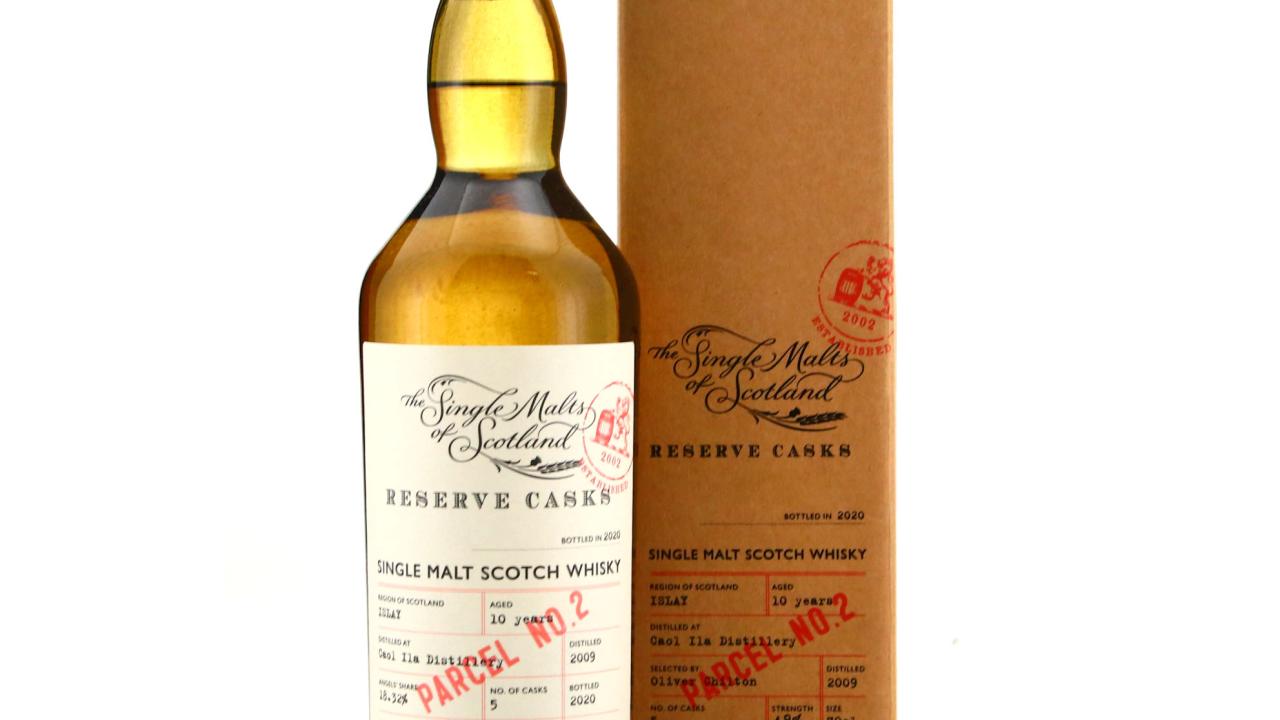 The Single Malts
of Scotland
2002
ESTABLISHED
RESERVE CASKS
BOTTLED IN 2020
SINGLE MALT SCOTCH WHISKY
REGION OF SCOTLAND
ISLAY
AGED
10 years
DISTILLED AT
Caol Ila Distillery
DISTILLED
2009
ANGELS' SHARE
18.32%
NO. OF CASKS
5
BOTTLED
2020
PARCEL NO.2
2002
ESTABLISHED
The Single Malts
of Scotland
RESERVE CASKS
BOTTLED IN 2020
SINGLE MALT SCOTCH WHISKY
REGION OF SCOTLAND
ISLAY
AGED
10 years
DISTILLED AT
Caol Ila Distillery
SELECTED BY
Oliver Chilton
DISTILLED
2009
NO. OF CASKS
STRENGTH
SIZE
PARCEL NO.2